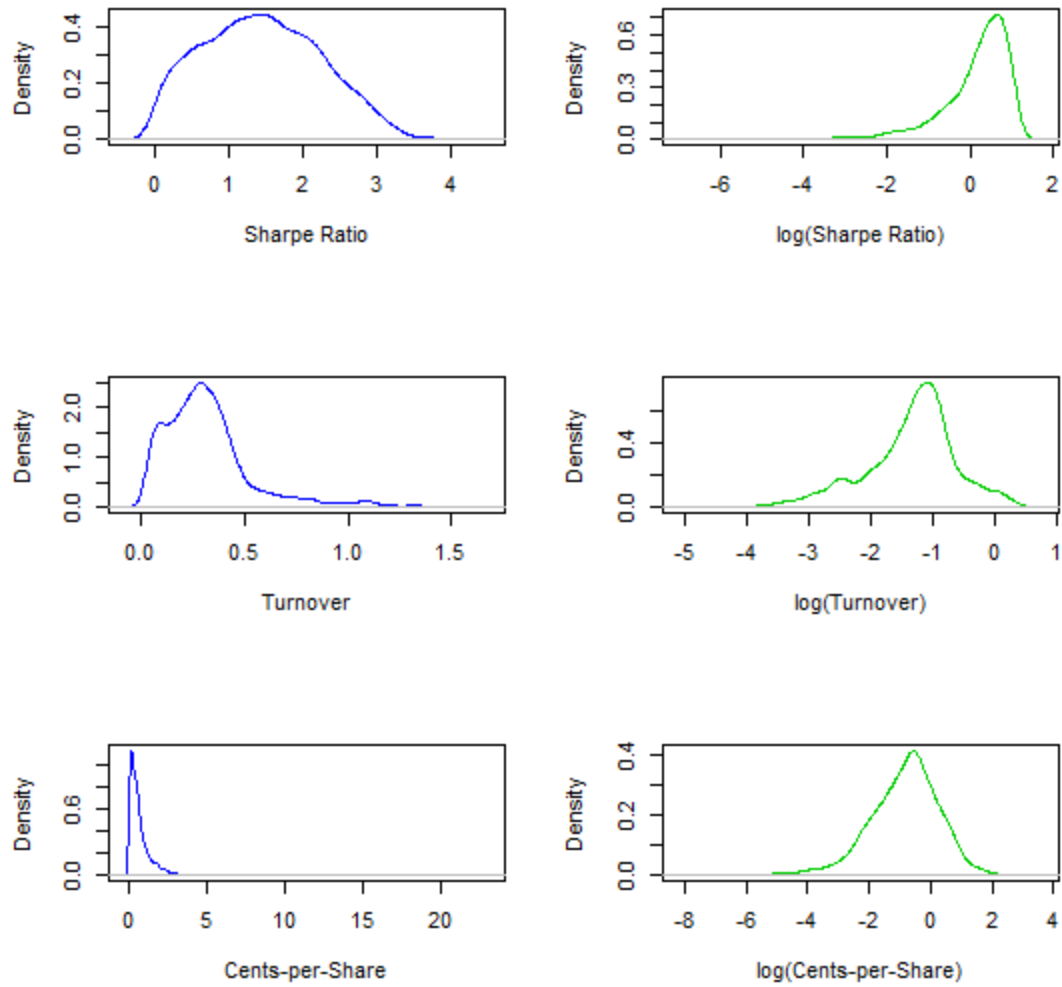 Density
0.0 0.2 0.4
0 1 2 3 4
Sharpe Ratio
Density
0.0 0.3 0.6
-6 -4 -2 0 2
log(Sharpe Ratio)
Density
0.0 1.0 2.0
0.0 0.5 1.0 1.5
Turnover
Density
0.0 0.4
-5 -4 -3 -2 -1 0 1
log(Turnover)
Density
0.0 0.6
0 5 10 15 20
Cents-per-Share
Density
0.0 0.2 0.4
-8 -6 -4 -2 0 2 4
log(Cents-per-Share)